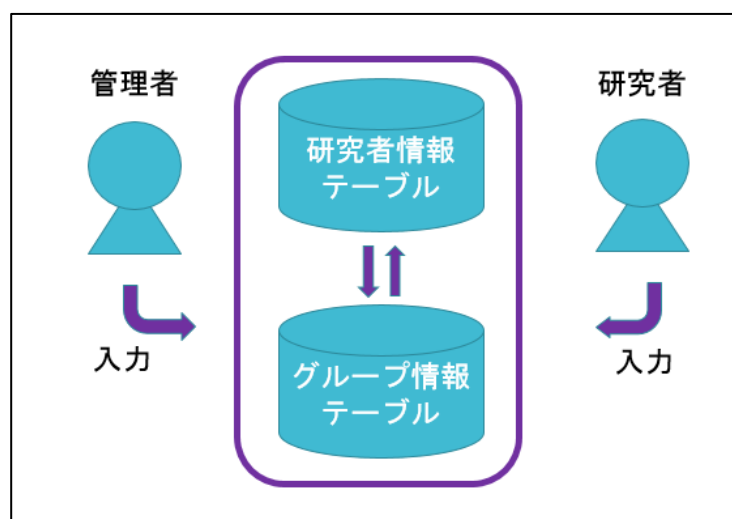 管理者
研究者
研究者情報
テーブル
グループ情報
テーブル
入力
入力